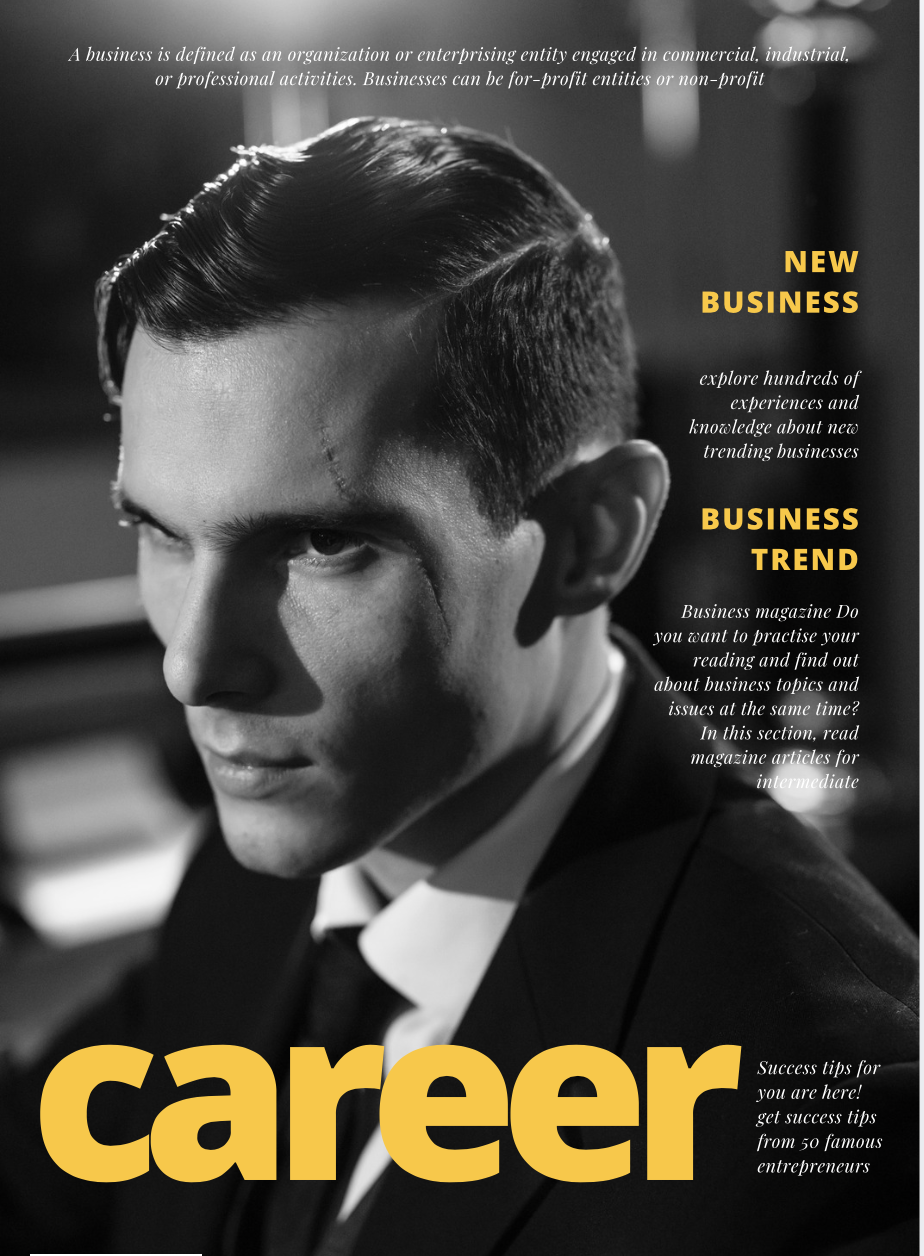 A business is defined as an organization or enterprising entity engaged in commercial, industrial,
or professional activities. Businesses can be for-profit entities or non-profit
NEW
BUSINESS
explore hundreds of
experiences and
knowledge about new
trending businesses
BUSINESS
TREND
Business magazine Do
you want to practise your
reading and find out
about business topics and
issues at the same time?
In this section, read
magazine articles for
intermediate
career
Success tips for
you are here!
get success tips
from 50 famous
entrepreneurs